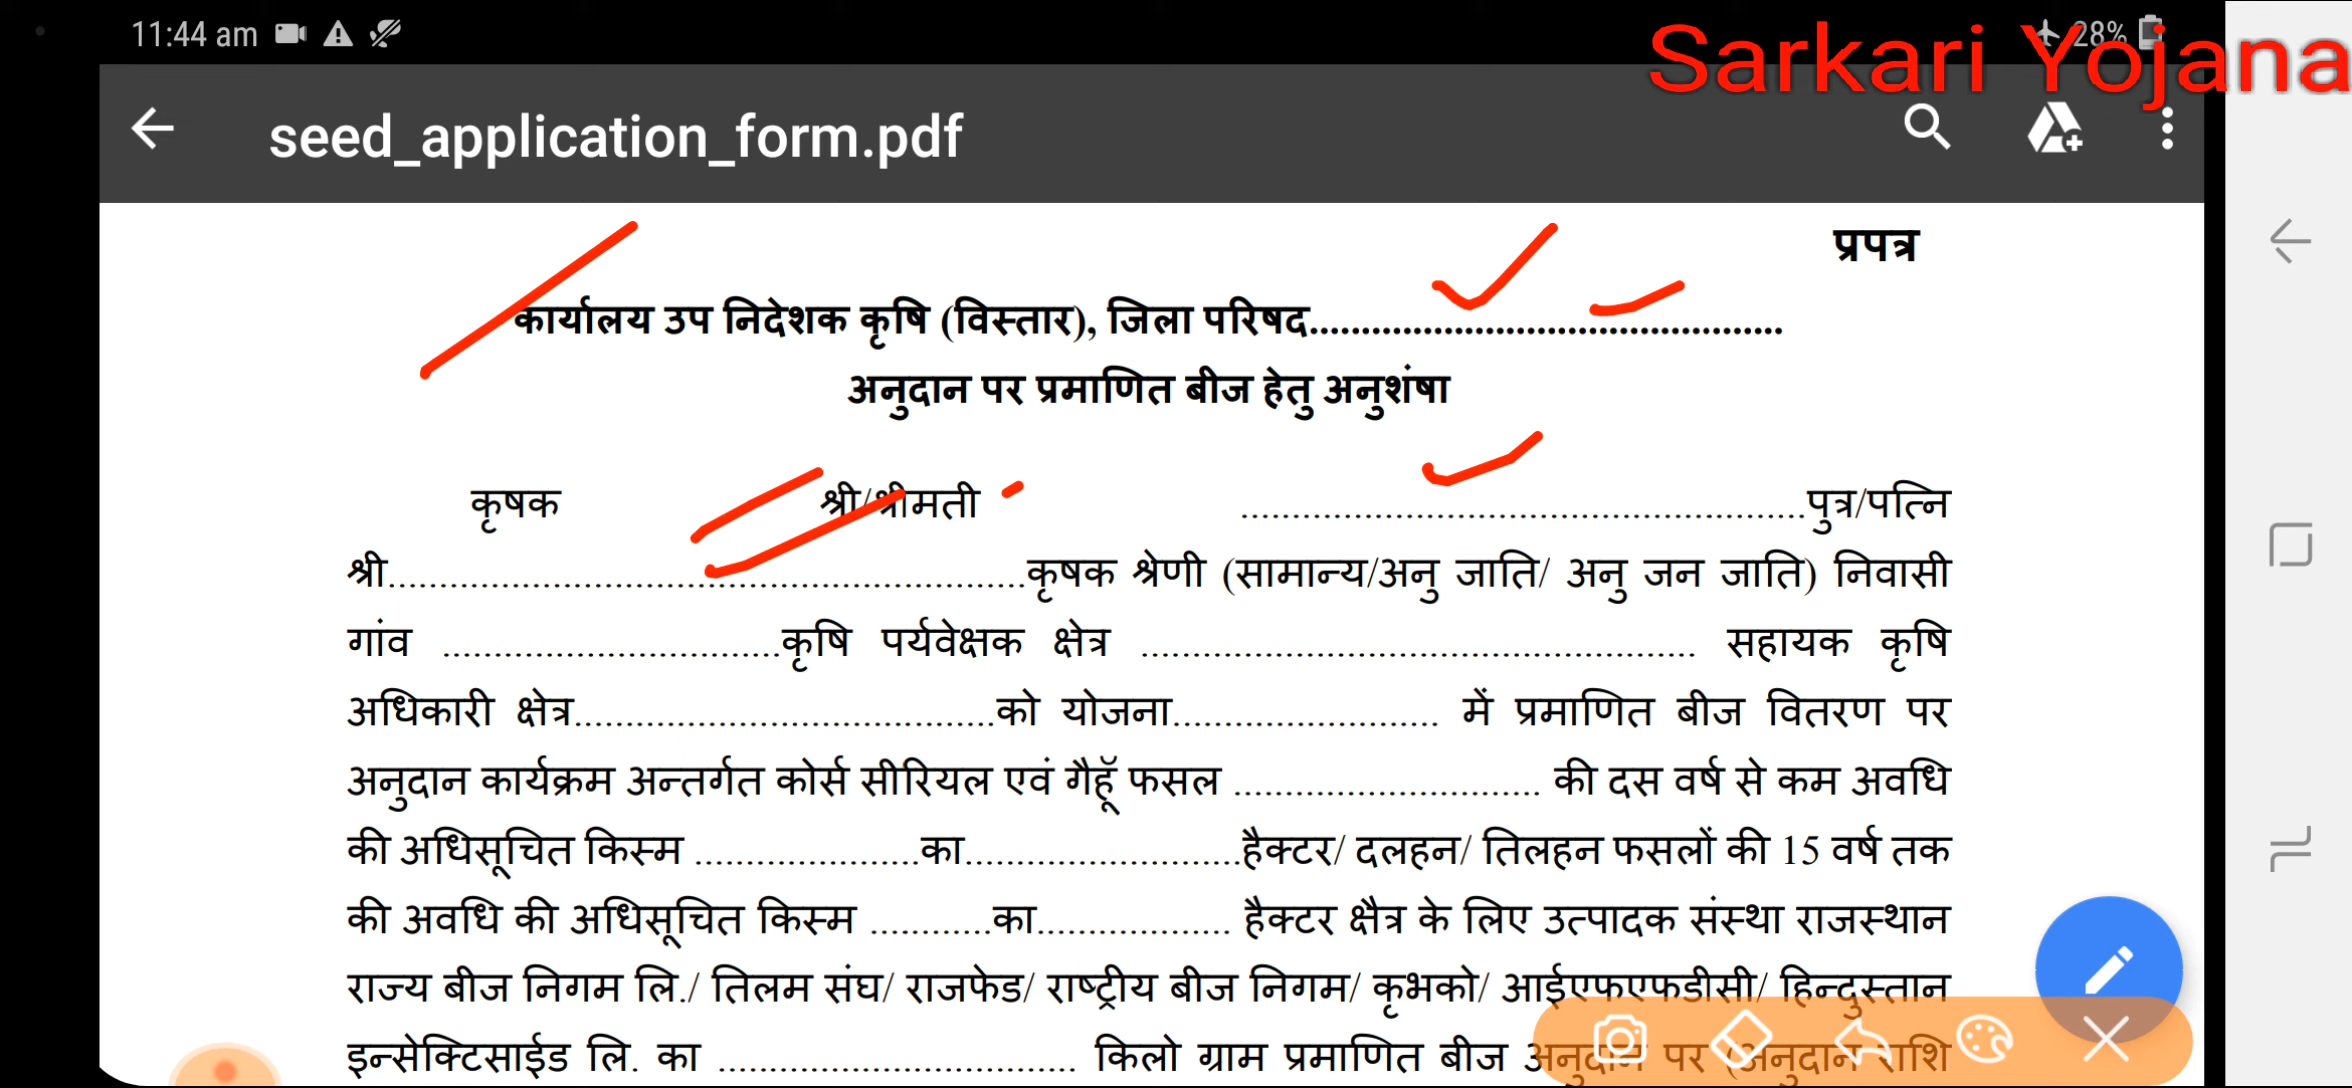 11:44 am
28%
Sarkari Yojana
seed_application_form.pdf
प्रपत्र
कार्यालय उप निदेशक कृषि (विस्तार), जिला परिषद.............................................
अनुदान पर प्रमाणित बीज हेतु अनुशंषा
कृषक श्री/श्रीमती .......................................................पुत्र/पत्नि
श्री..............................................................कृषक श्रेणी (सामान्य/अनु जाति/ अनु जन जाति) निवासी
गांव .................................कृषि पर्यवेक्षक क्षेत्र ...................................................... सहायक कृषि
अधिकारी क्षेत्र.........................................को योजना.......................... में प्रमाणित बीज वितरण पर
अनुदान कार्यक्रम अन्तर्गत कोर्स सीरियल एवं गैहूॅ फसल .............................. की दस वर्ष से कम अवधि
की अधिसूचित किस्म ......................का...........................हैक्टर/ दलहन/ तिलहन फसलों की 15 वर्ष तक
की अवधि की अधिसूचित किस्म ............का................... हैक्टर क्षैत्र के लिए उत्पादक संस्था राजस्थान
राज्य बीज निगम लि./ तिलम संघ/ राजफेड/ राष्ट्रीय बीज निगम/ कृभको/ आईएफएफडीसी/ हिन्दुस्तान
इन्सेक्टिसाईड लि. का ................................... किलो ग्राम प्रमाणित बीज अनुदान पर (अनुदान राशि